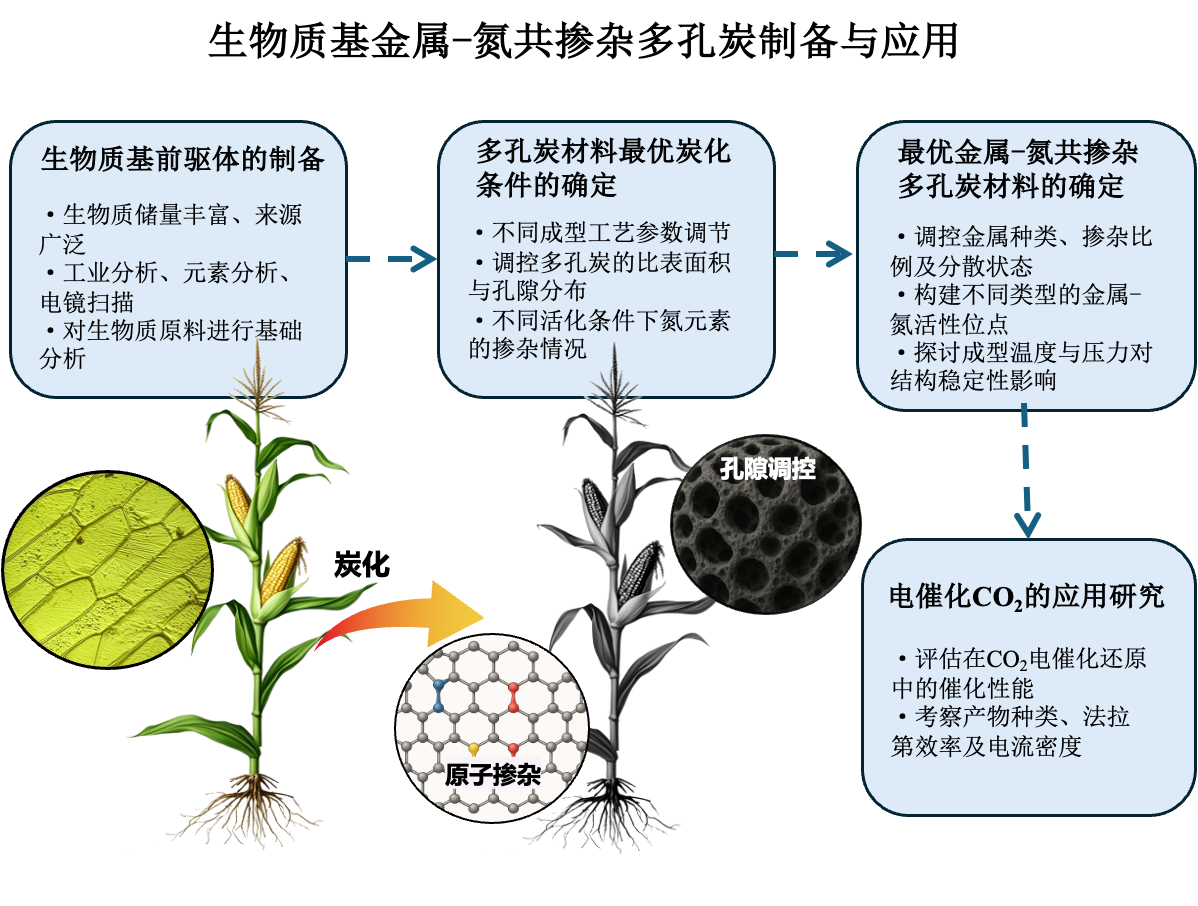 生物质基金属-氮共掺杂多孔炭制备与应用
生物质基前驱体的制备
·生物质储量丰富、来源
广泛
·工业分析、元素分析、
电镜扫描
·对生物质原料进行基础
分析
多孔炭材料最优炭化
条件的确定
·不同成型工艺参数调节
·调控多孔炭的比表面积
与孔隙分布
·不同活化条件下氮元素
的掺杂情况
最优金属-氮共掺杂
多孔炭材料的确定
·调控金属种类、掺杂比
例及分散状态
·构建不同类型的金属-
氮活性位点
·探讨成型温度与压力对
结构稳定性影响
孔隙调控
炭化
原子掺杂
电催化CO₂的应用研究
·评估在CO₂电催化还原
中的催化性能
·考察产物种类、法拉
第效率及电流密度